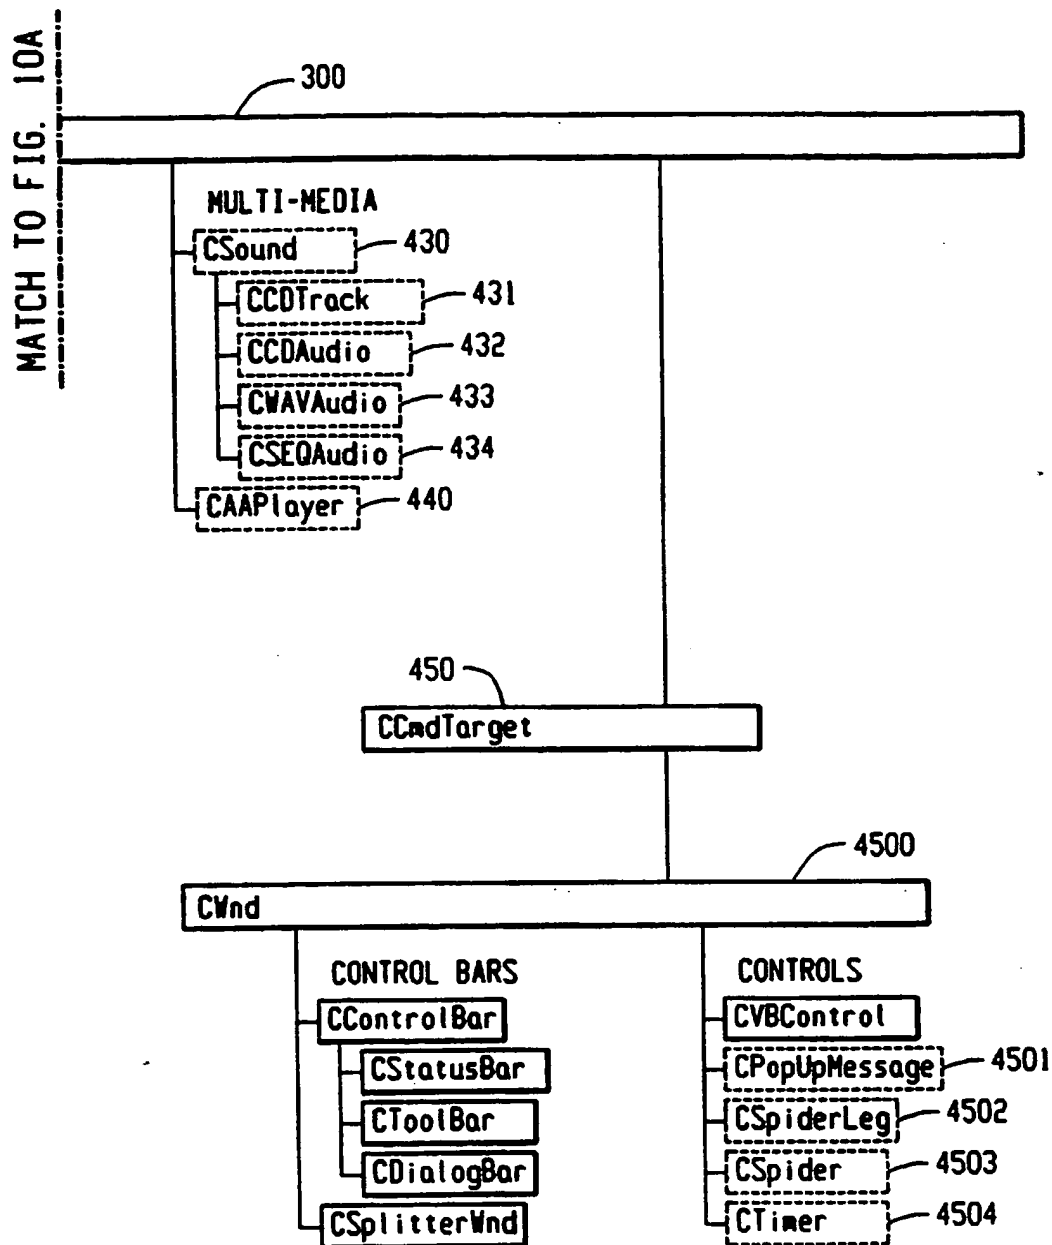 MATCH TO FIG. 10A
300
MULTI-MEDIA
CSound 430
CCDTrack 431
CCDAudio 432
CWAVAudio 433
CSEQAudio 434
CAAPlayer 440
450
CCmdTarget
4500
CWnd
CONTROL BARS
CControlBar
CStatusBar
CToolBar
CDialogBar
CSplitterWnd
CONTROLS
CVBControl
CPopUpMessage 4501
CSpiderLeg 4502
CSpider 4503
CTimer 4504